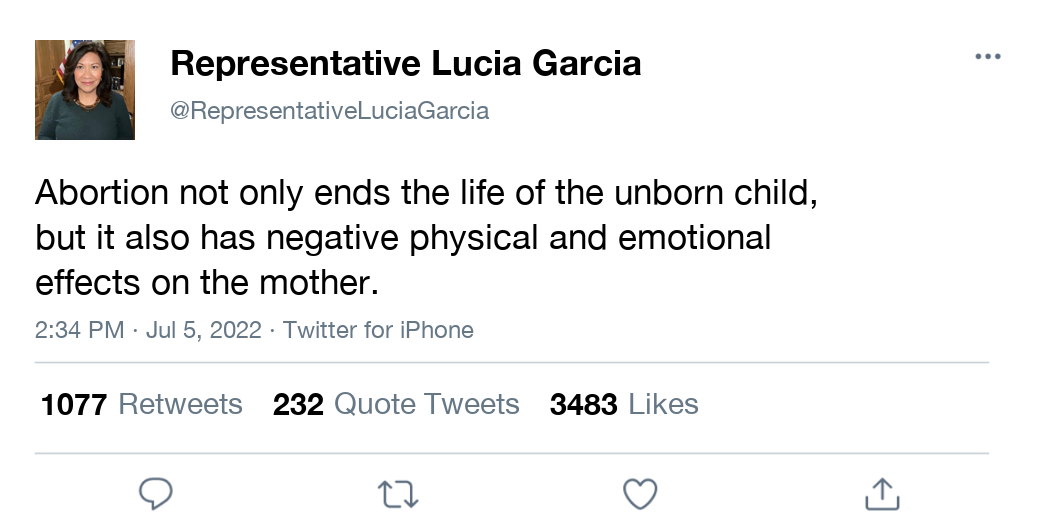 Representative Lucia Garcia
@RepresentativeLuciaGarcia
Abortion not only ends the life of the unborn child,
but it also has negative physical and emotional
effects on the mother.
2:34 PM · Jul 5, 2022 · Twitter for iPhone
1077 Retweets 232 Quote Tweets 3483 Likes